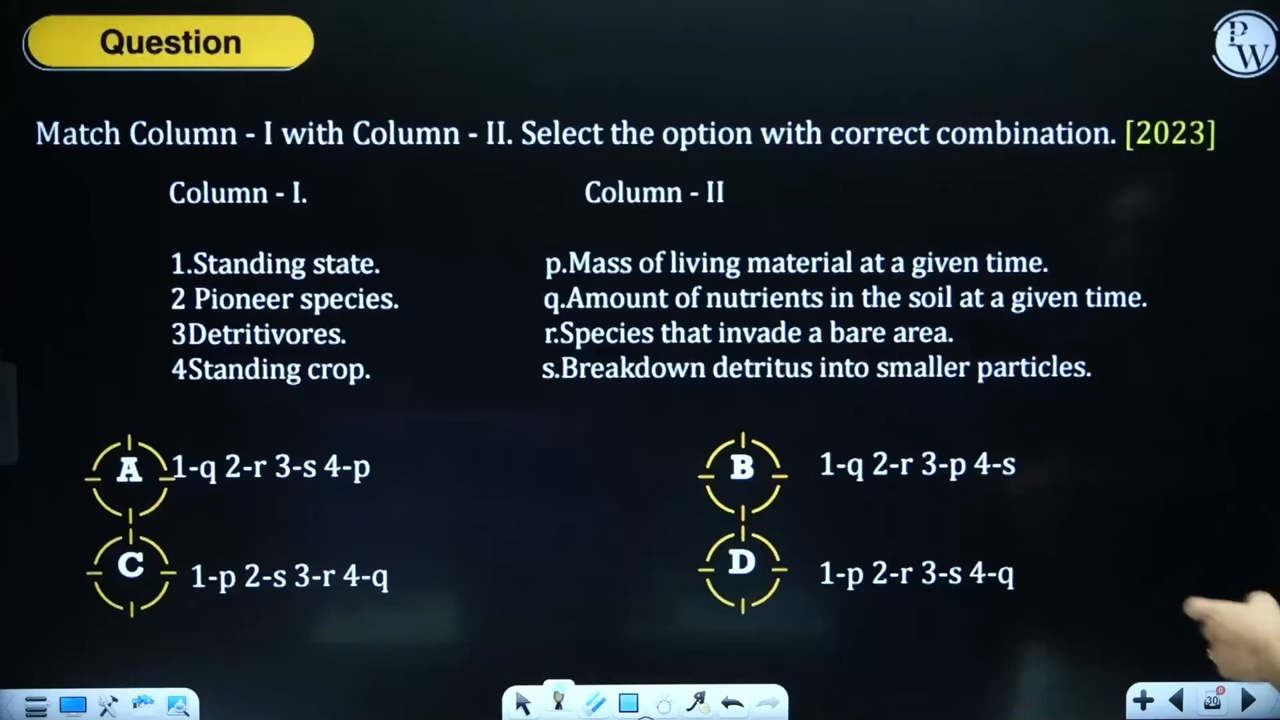 Question
PW
Match Column - I with Column - II. Select the option with correct combination. [2023]
Column - I. Column - II
1.Standing state. p.Mass of living material at a given time.
2 Pioneer species. q.Amount of nutrients in the soil at a given time.
3Detritivores. r.Species that invade a bare area.
4Standing crop. s.Breakdown detritus into smaller particles.
A 1-q 2-r 3-s 4-p B 1-q 2-r 3-p 4-s
C 1-p 2-s 3-r 4-q D 1-p 2-r 3-s 4-q
30